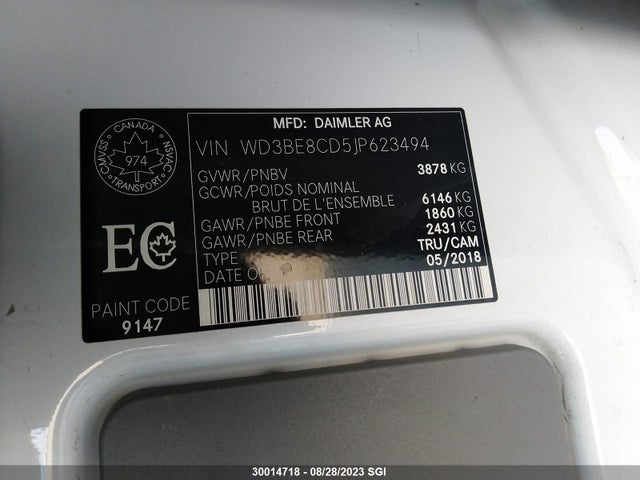 MFD: DAIMLER AG
CANADA
CMVSS
974
NSVAC
TRANSPORT
VIN WD3BE8CD5JP623494
GVWR/PNBV 3878 KG
GCWR/POIDS NOMINAL
BRUT DE L'ENSEMBLE 6146 KG
GAWR/PNBE FRONT 1860 KG
GAWR/PNBE REAR 2431 KG
TYPE TRU/CAM
DATE OF 05/2018
EC
PAINT CODE
9147
30014718 - 08/28/2023 SGI